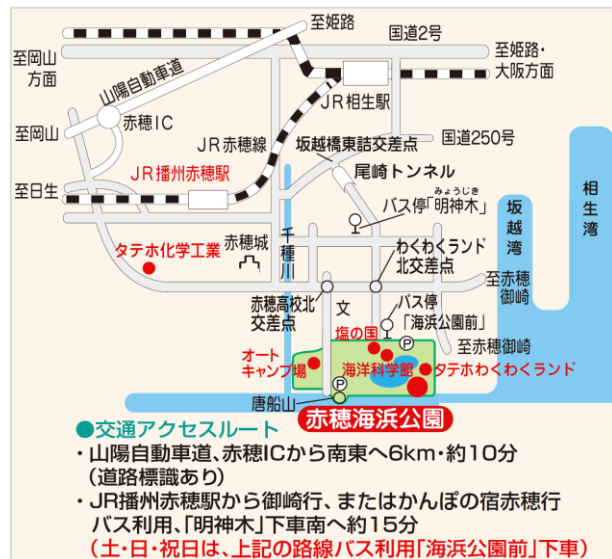 至姫路
国道2号
至岡山
方面
至姫路・
大阪方面
山陽自動車道
JR相生駅
赤穂IC
至岡山
JR赤穂線
坂越橋東詰交差点
国道250号
JR播州赤穂駅
尾崎トンネル
至日生
みょうじき
バス停「明神木」
坂越湾
相生湾
タテホ化学工業
赤穂城
千種川
わくわくランド
北交差点
至赤穂
御崎
赤穂高校北
交差点
文
バス停
「海浜公園前」
塩の国
P
至赤穂御崎
オート
キャンプ場
海洋科学館
タテホわくわくランド
P
唐船山
赤穂海浜公園
●交通アクセスルート
・山陽自動車道、赤穂ICから南東へ6km・約10分
（道路標識あり）
・JR播州赤穂駅から御崎行、またはかんぽの宿赤穂行
バス利用、「明神木」下車南へ約15分
（土・日・祝日は、上記の路線バス利用「海浜公園前」下車）